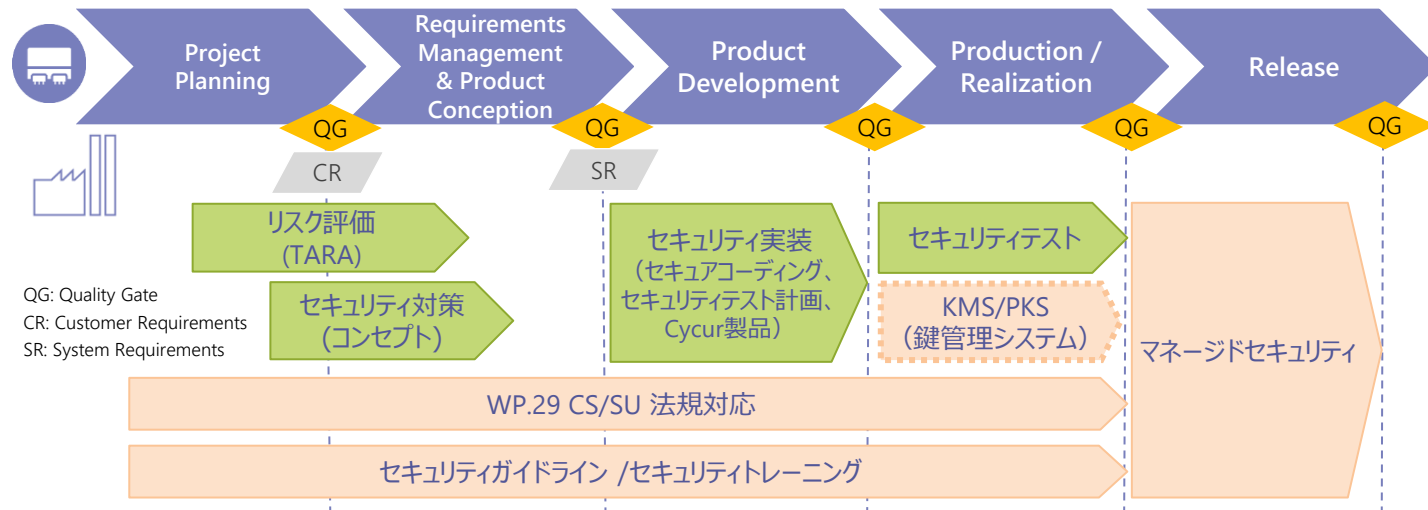 Project
Planning
Requirements
Management
& Product
Conception
Product
Development
Production /
Realization
Release
QG
QG
QG
QG
QG
CR
SR
リスク評価
(TARA)
セキュリティ対策
(コンセプト)
セキュリティ実装
（セキュアコーディング、
セキュリティテスト計画、
Cycur製品）
セキュリティテスト
KMS/PKS
（鍵管理システム）
マネージドセキュリティ
QG: Quality Gate
CR: Customer Requirements
SR: System Requirements
WP.29 CS/SU 法規対応
セキュリティガイドライン /セキュリティトレーニング